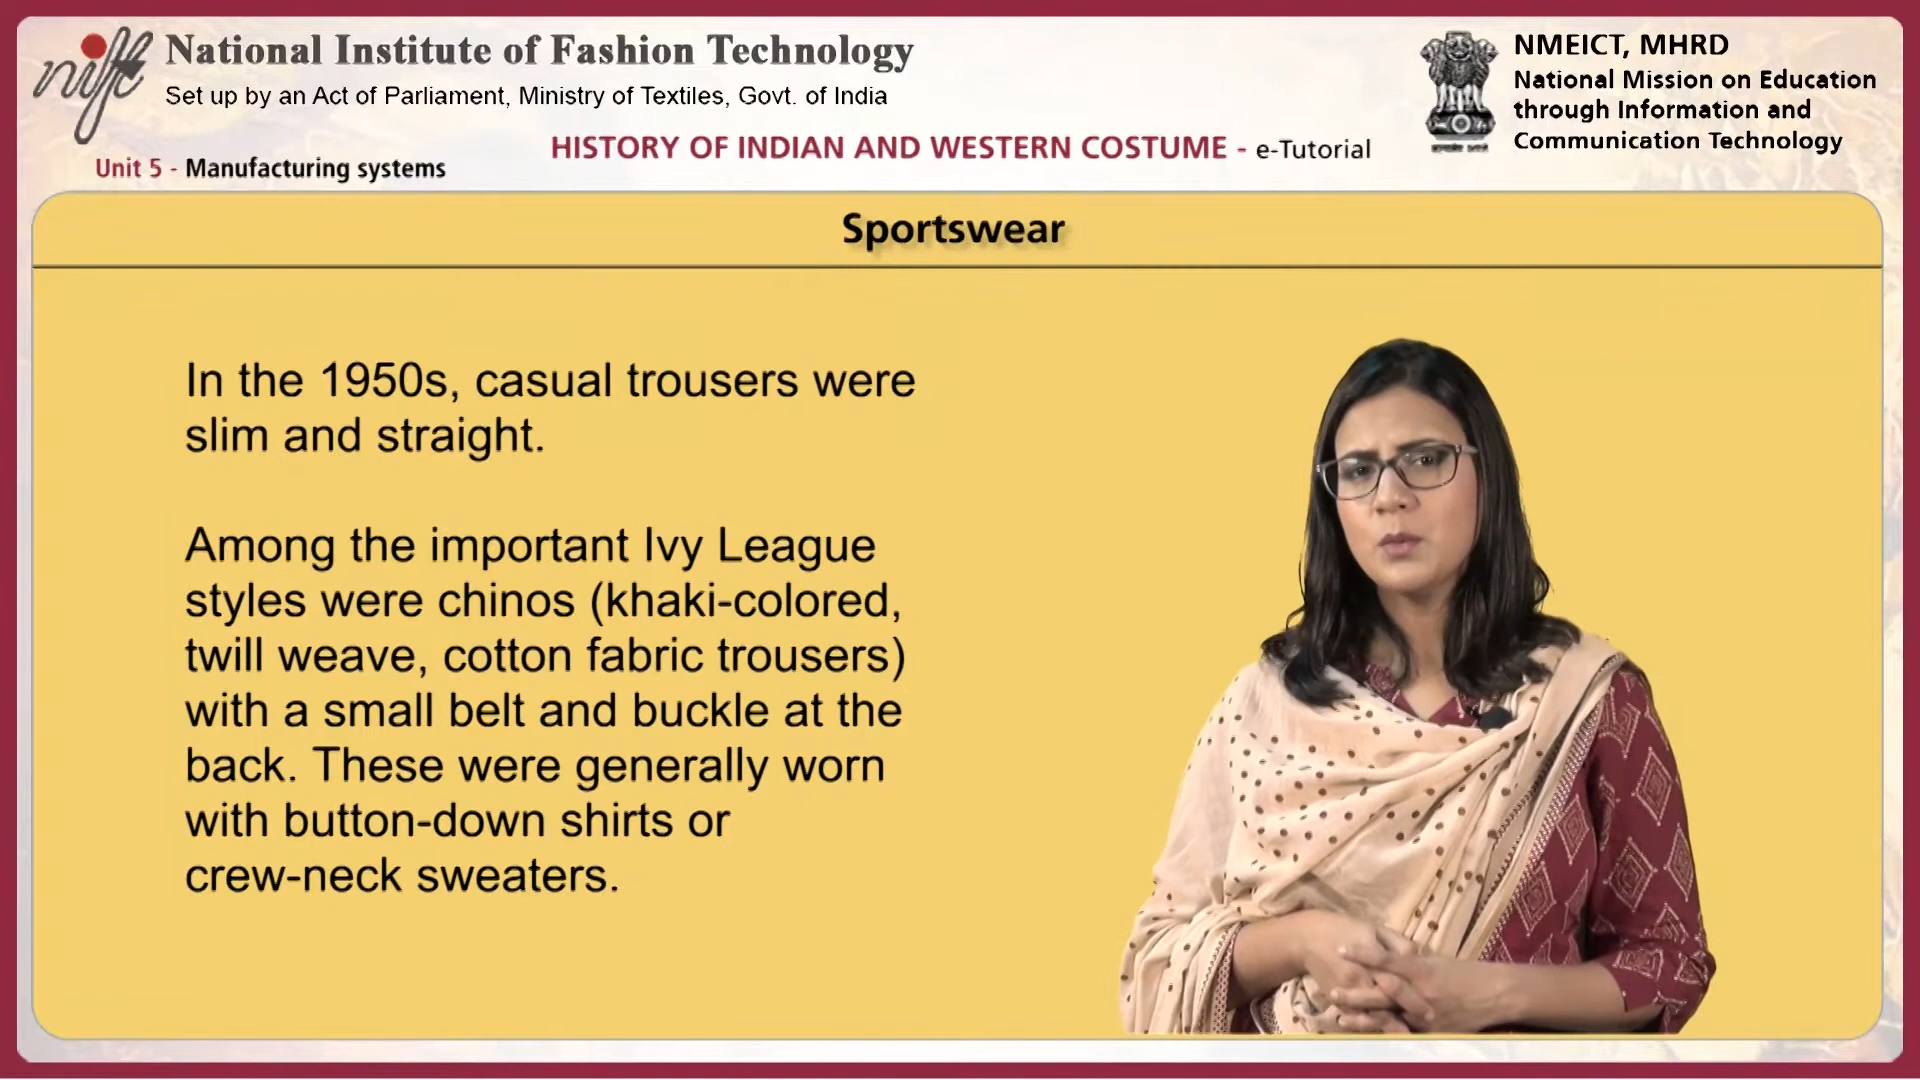 nift National Institute of Fashion Technology
Set up by an Act of Parliament, Ministry of Textiles, Govt. of India
NMEICT, MHRD
National Mission on Education
through Information and
Communication Technology
HISTORY OF INDIAN AND WESTERN COSTUME - e-Tutorial
Unit 5 - Manufacturing systems
Sportswear
In the 1950s, casual trousers were
slim and straight.
Among the important Ivy League
styles were chinos (khaki-colored,
twill weave, cotton fabric trousers)
with a small belt and buckle at the
back. These were generally worn
with button-down shirts or
crew-neck sweaters.